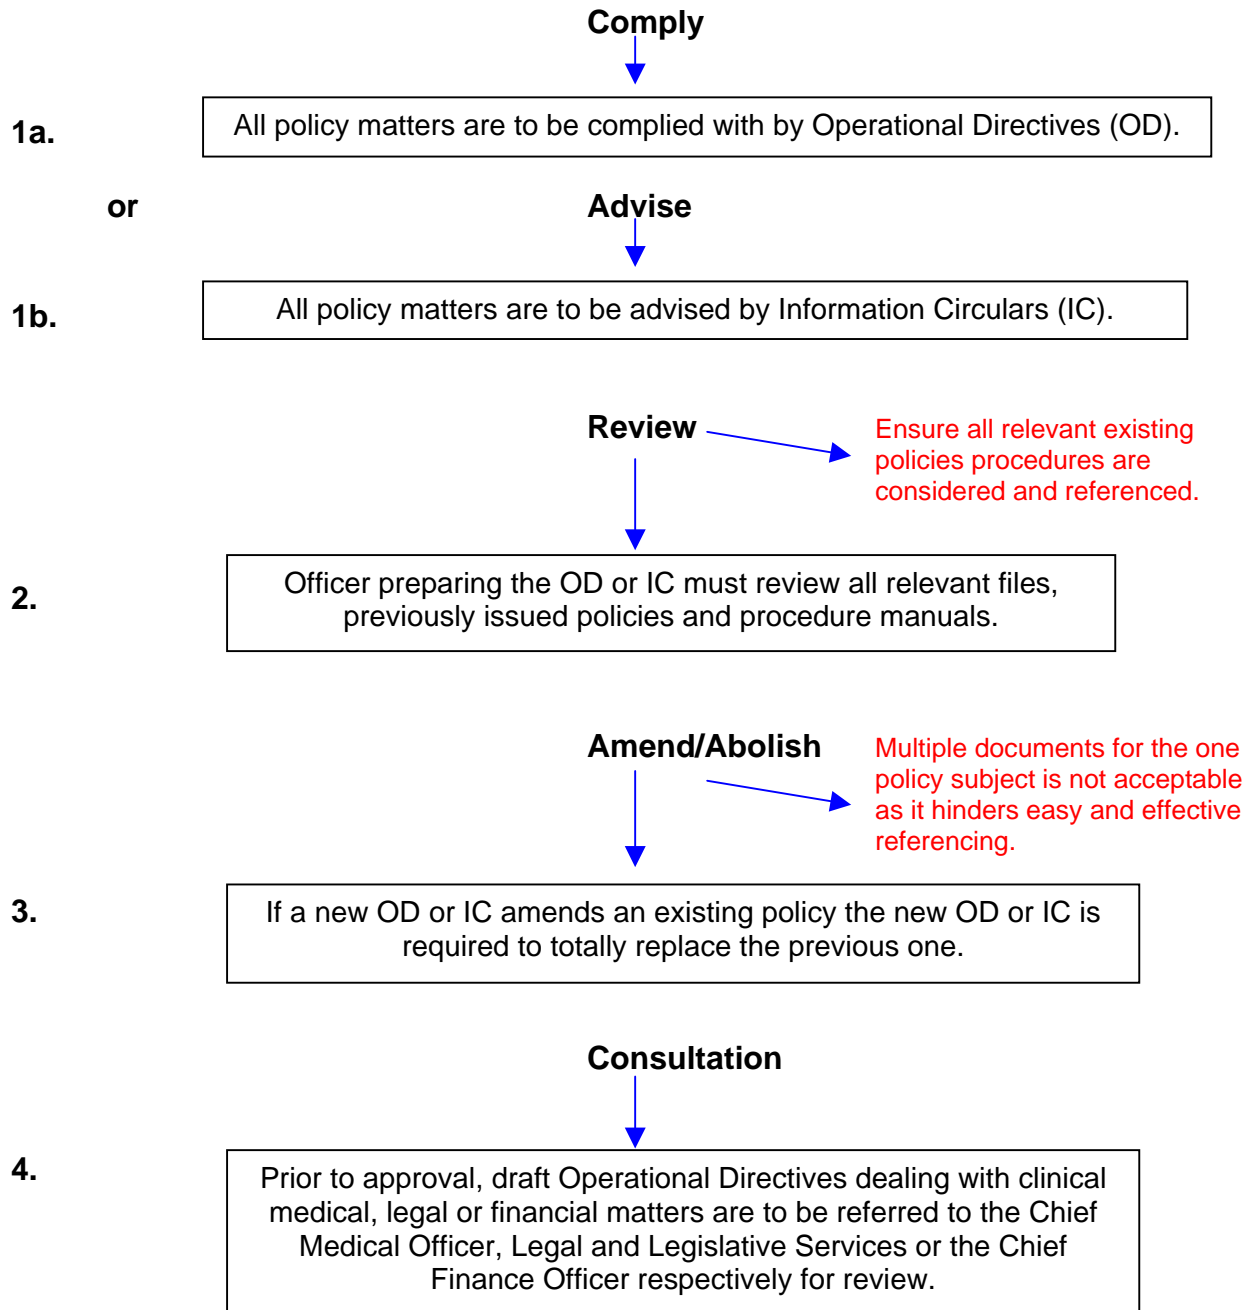 Comply
1a.
All policy matters are to be complied with by Operational Directives (OD).
or
Advise
1b.
All policy matters are to be advised by Information Circulars (IC).
Review
Ensure all relevant existing
policies procedures are
considered and referenced.
2.
Officer preparing the OD or IC must review all relevant files,
previously issued policies and procedure manuals.
Amend/Abolish
Multiple documents for the one
policy subject is not acceptable
as it hinders easy and effective
referencing.
3.
If a new OD or IC amends an existing policy the new OD or IC is
required to totally replace the previous one.
Consultation
4.
Prior to approval, draft Operational Directives dealing with clinical
medical, legal or financial matters are to be referred to the Chief
Medical Officer, Legal and Legislative Services or the Chief
Finance Officer respectively for review.